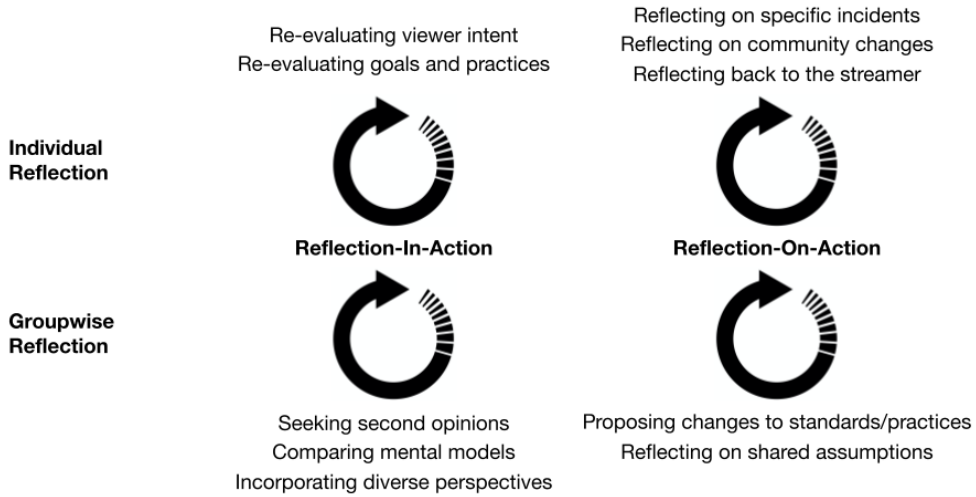 Re-evaluating viewer intent
Re-evaluating goals and practices
Reflecting on specific incidents
Reflecting on community changes
Reflecting back to the streamer
Individual
Reflection
Reflection-In-Action
Reflection-On-Action
Groupwise
Reflection
Seeking second opinions
Comparing mental models
Incorporating diverse perspectives
Proposing changes to standards/practices
Reflecting on shared assumptions